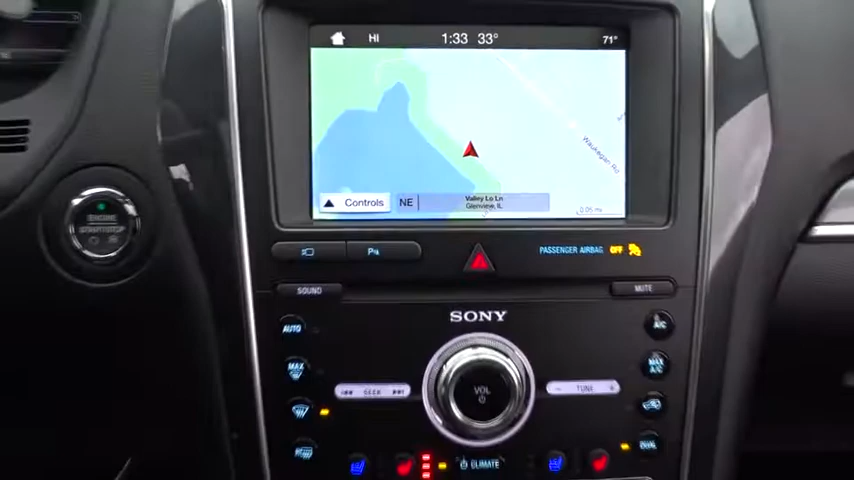 HI 1:33 33° 71°
Waukegan Rd
Controls NE Valley Lo Ln
Glenview, IL
0.05 mi
ENGINE
START/STOP
PASSENGER AIRBAG OFF
SOUND MUTE
SONY
AUTO A/C
MAX MAX A/C
VOL
SEEK TUNE
DUAL
CLIMATE